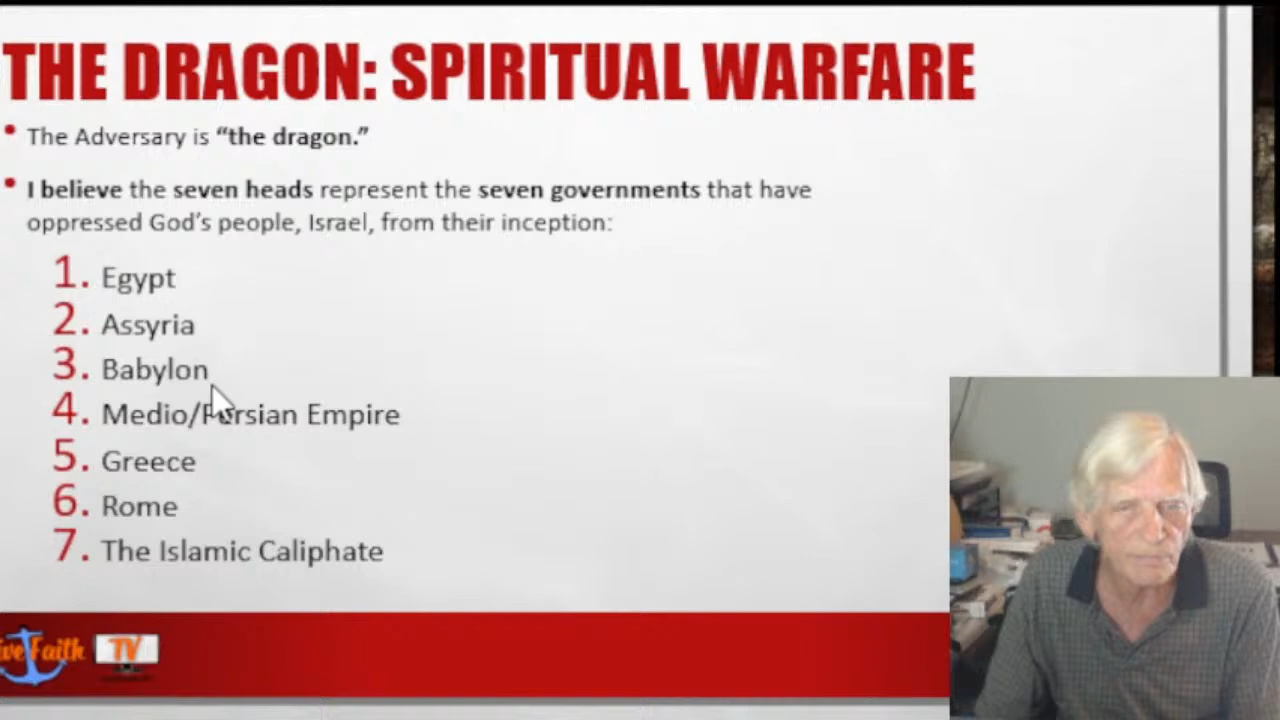 THE DRAGON: SPIRITUAL WARFARE
• The Adversary is “the dragon.”
• I believe the seven heads represent the seven governments that have
oppressed God’s people, Israel, from their inception:
1. Egypt
2. Assyria
3. Babylon
4. Medio/Persian Empire
5. Greece
6. Rome
7. The Islamic Caliphate
Faith
TV